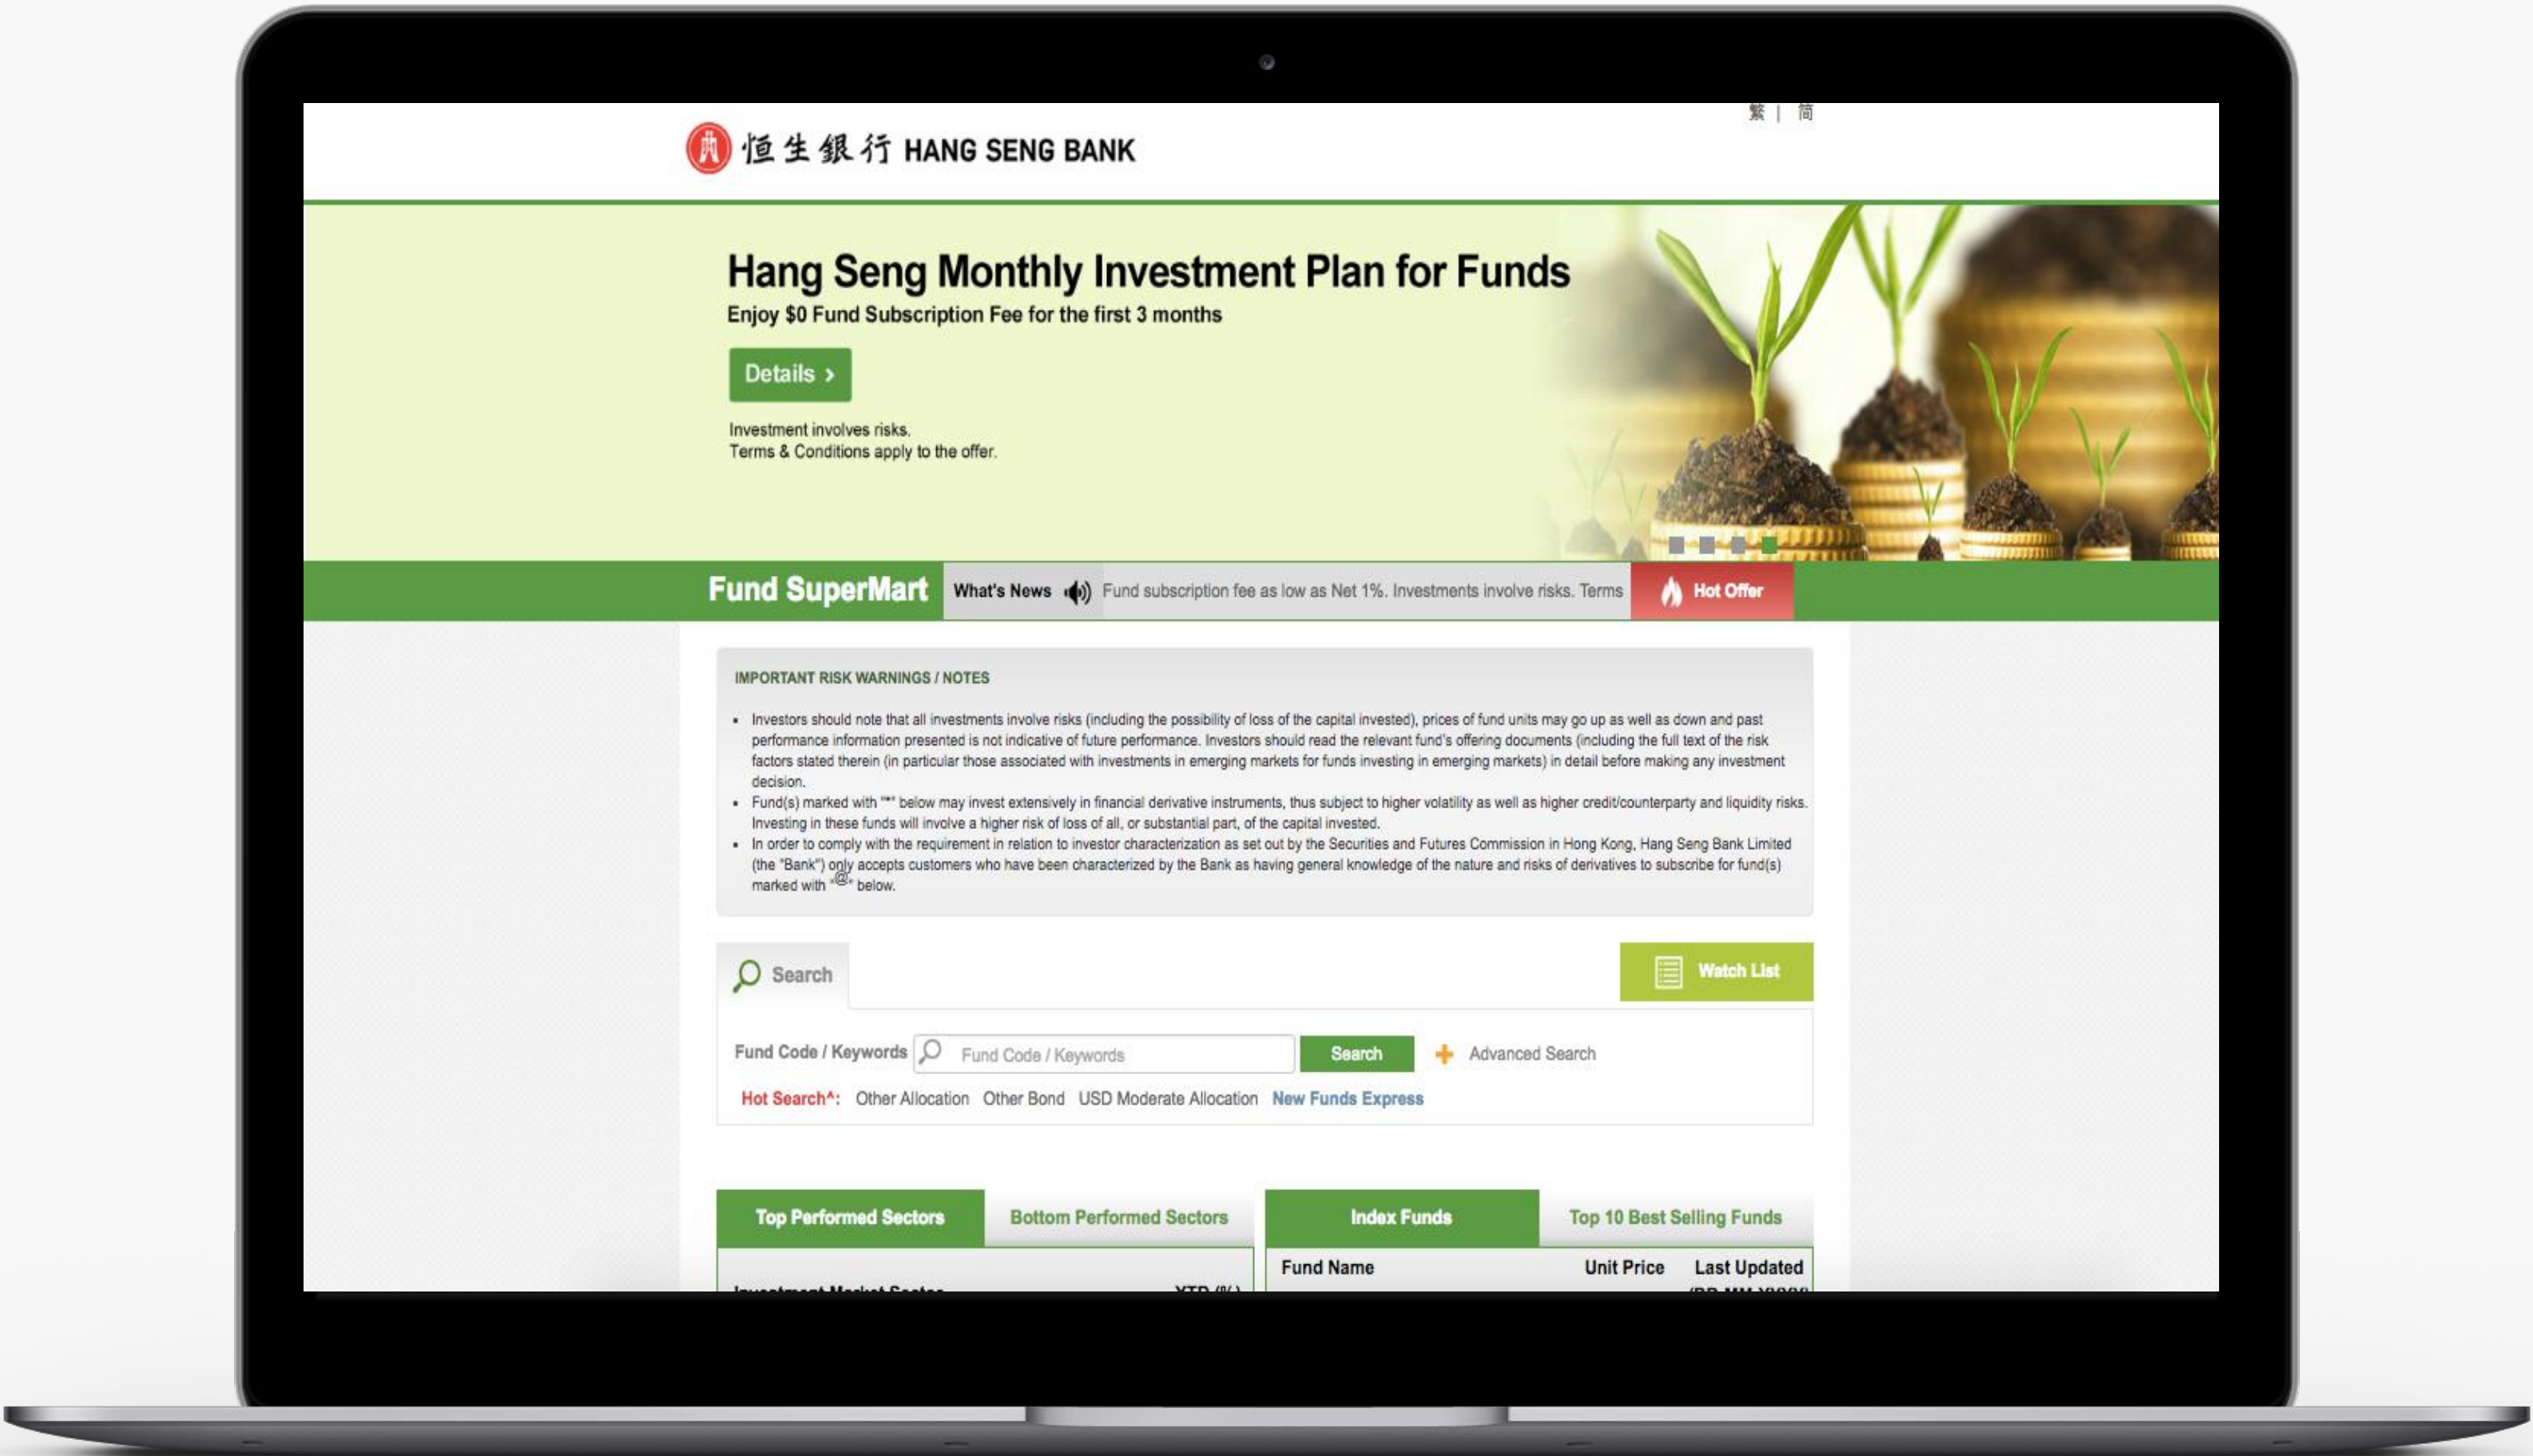 繁 | 简
恒生銀行 HANG SENG BANK
Hang Seng Monthly Investment Plan for Funds
Enjoy $0 Fund Subscription Fee for the first 3 months
Details >
Investment involves risks.
Terms & Conditions apply to the offer.
Fund SuperMart What's News Fund subscription fee as low as Net 1%. Investments involve risks. Terms Hot Offer
IMPORTANT RISK WARNINGS / NOTES
• Investors should note that all investments involve risks (including the possibility of loss of the capital invested), prices of fund units may go up as well as down and past
performance information presented is not indicative of future performance. Investors should read the relevant fund's offering documents (including the full text of the risk
factors stated therein (in particular those associated with investments in emerging markets for funds investing in emerging markets) in detail before making any investment
decision.
• Fund(s) marked with "*" below may invest extensively in financial derivative instruments, thus subject to higher volatility as well as higher credit/counterparty and liquidity risks.
Investing in these funds will involve a higher risk of loss of all, or substantial part, of the capital invested.
• In order to comply with the requirement in relation to investor characterization as set out by the Securities and Futures Commission in Hong Kong, Hang Seng Bank Limited
(the "Bank") only accepts customers who have been characterized by the Bank as having general knowledge of the nature and risks of derivatives to subscribe for fund(s)
marked with "@" below.
Search
Watch List
Fund Code / Keywords Fund Code / Keywords Search + Advanced Search
Hot Search^: Other Allocation Other Bond USD Moderate Allocation New Funds Express
Top Performed Sectors Bottom Performed Sectors Index Funds Top 10 Best Selling Funds
Fund Name Unit Price Last Updated
Investment Market Sector YTD (%) (DD-MM-YYYY)